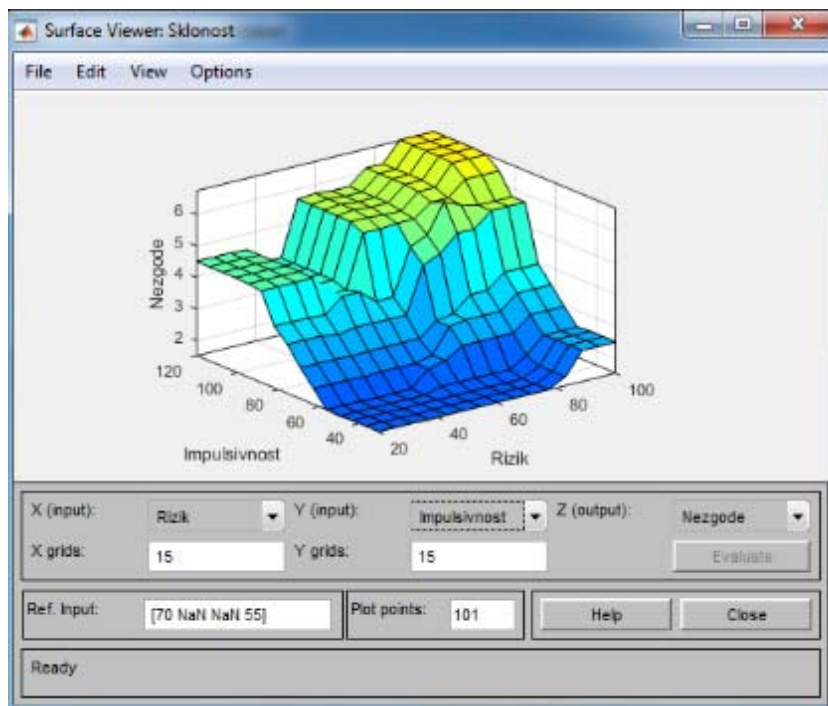 Surface Viewer: Sklonost
File Edit View Options
6
5
4
3
2
Nezgode
120
100
80
60
40
Impulsivnost
20
40
60
80
100
Rizik
X (input): Rizik Y (input): Impulsivnost Z (output): Nezgode
X grids: 15 Y grids: 15 Evaluate
Ref. Input: [70 NaN NaN 55] Plot points: 101 Help Close
Ready